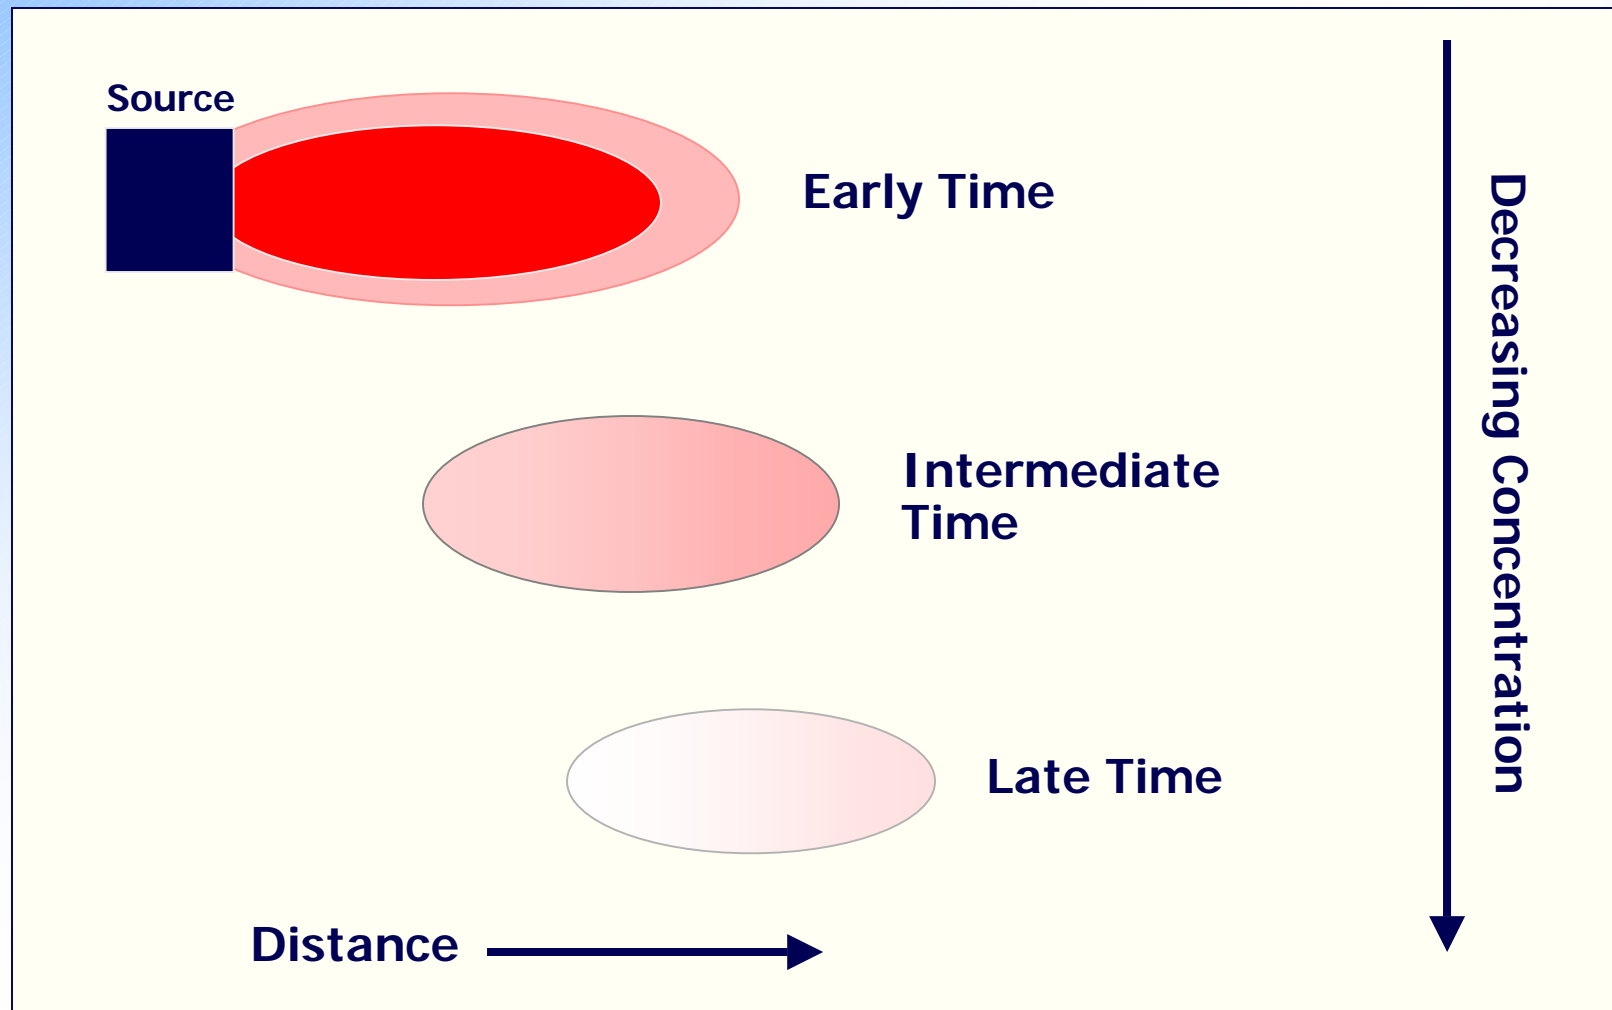 Source
Early Time
Intermediate
Time
Late Time
Distance
Decreasing Concentration